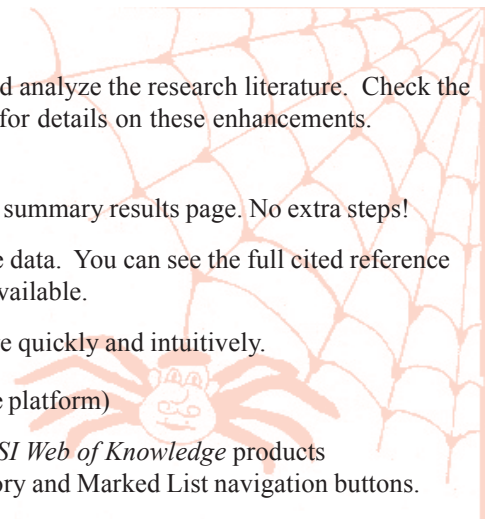 d analyze the research literature. Check the
for details on these enhancements.
summary results page. No extra steps!
e data. You can see the full cited reference
vailable.
e quickly and intuitively.
e platform)
SI Web of Knowledge products
ory and Marked List navigation buttons.